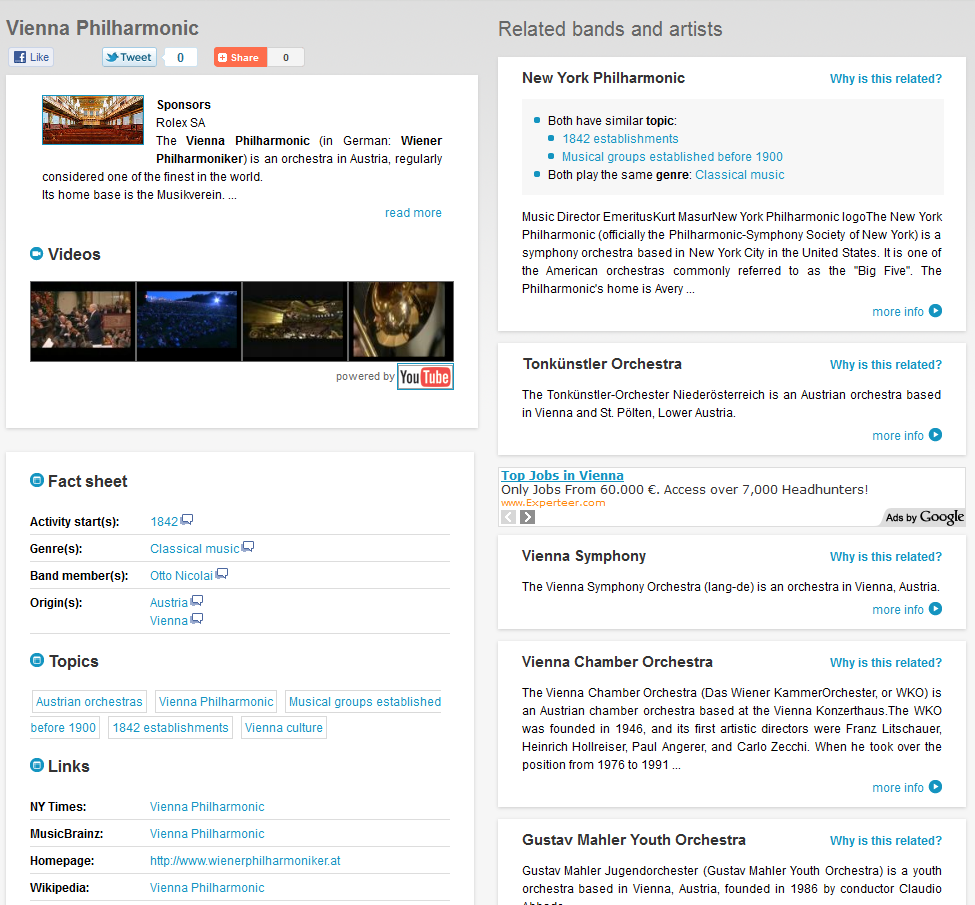 Vienna Philharmonic
Like
Tweet
0
Share
0
Sponsors
Rolex SA
The Vienna Philharmonic (in German: Wiener
Philharmoniker) is an orchestra in Austria, regularly
considered one of the finest in the world.
Its home base is the Musikverein. ...
read more
Videos
powered by YouTube
Fact sheet
Activity start(s): 1842
Genre(s): Classical music
Band member(s): Otto Nicolai
Origin(s): Austria
Vienna
Topics
Austrian orchestras Vienna Philharmonic Musical groups established
before 1900 1842 establishments Vienna culture
Links
NY Times: Vienna Philharmonic
MusicBrainz: Vienna Philharmonic
Homepage: http://www.wienerphilharmoniker.at
Wikipedia: Vienna Philharmonic
Related bands and artists
New York Philharmonic Why is this related?
Both have similar topic:
1842 establishments
Musical groups established before 1900
Both play the same genre: Classical music
Music Director EmeritusKurt MasurNew York Philharmonic logoThe New York
Philharmonic (officially the Philharmonic-Symphony Society of New York) is a
symphony orchestra based in New York City in the United States. It is one of
the American orchestras commonly referred to as the "Big Five". The
Philharmonic's home is Avery ...
more info
Tonkünstler Orchestra Why is this related?
The Tonkünstler-Orchester Niederösterreich is an Austrian orchestra based
in Vienna and St. Pölten, Lower Austria.
more info
Top Jobs in Vienna
Only Jobs From 60.000 €. Access over 7,000 Headhunters!
www.Experteer.com
Ads by Google
Vienna Symphony Why is this related?
The Vienna Symphony Orchestra (lang-de) is an orchestra in Vienna, Austria.
more info
Vienna Chamber Orchestra Why is this related?
The Vienna Chamber Orchestra (Das Wiener KammerOrchester, or WKO) is
an Austrian chamber orchestra based at the Vienna Konzerthaus.The WKO
was founded in 1946, and its first artistic directors were Franz Litschauer,
Heinrich Hollreiser, Paul Angerer, and Carlo Zecchi. When he took over the
position from 1976 to 1991 ...
more info
Gustav Mahler Youth Orchestra Why is this related?
Gustav Mahler Jugendorchester (Gustav Mahler Youth Orchestra) is a youth
orchestra based in Vienna, Austria, founded in 1986 by conductor Claudio